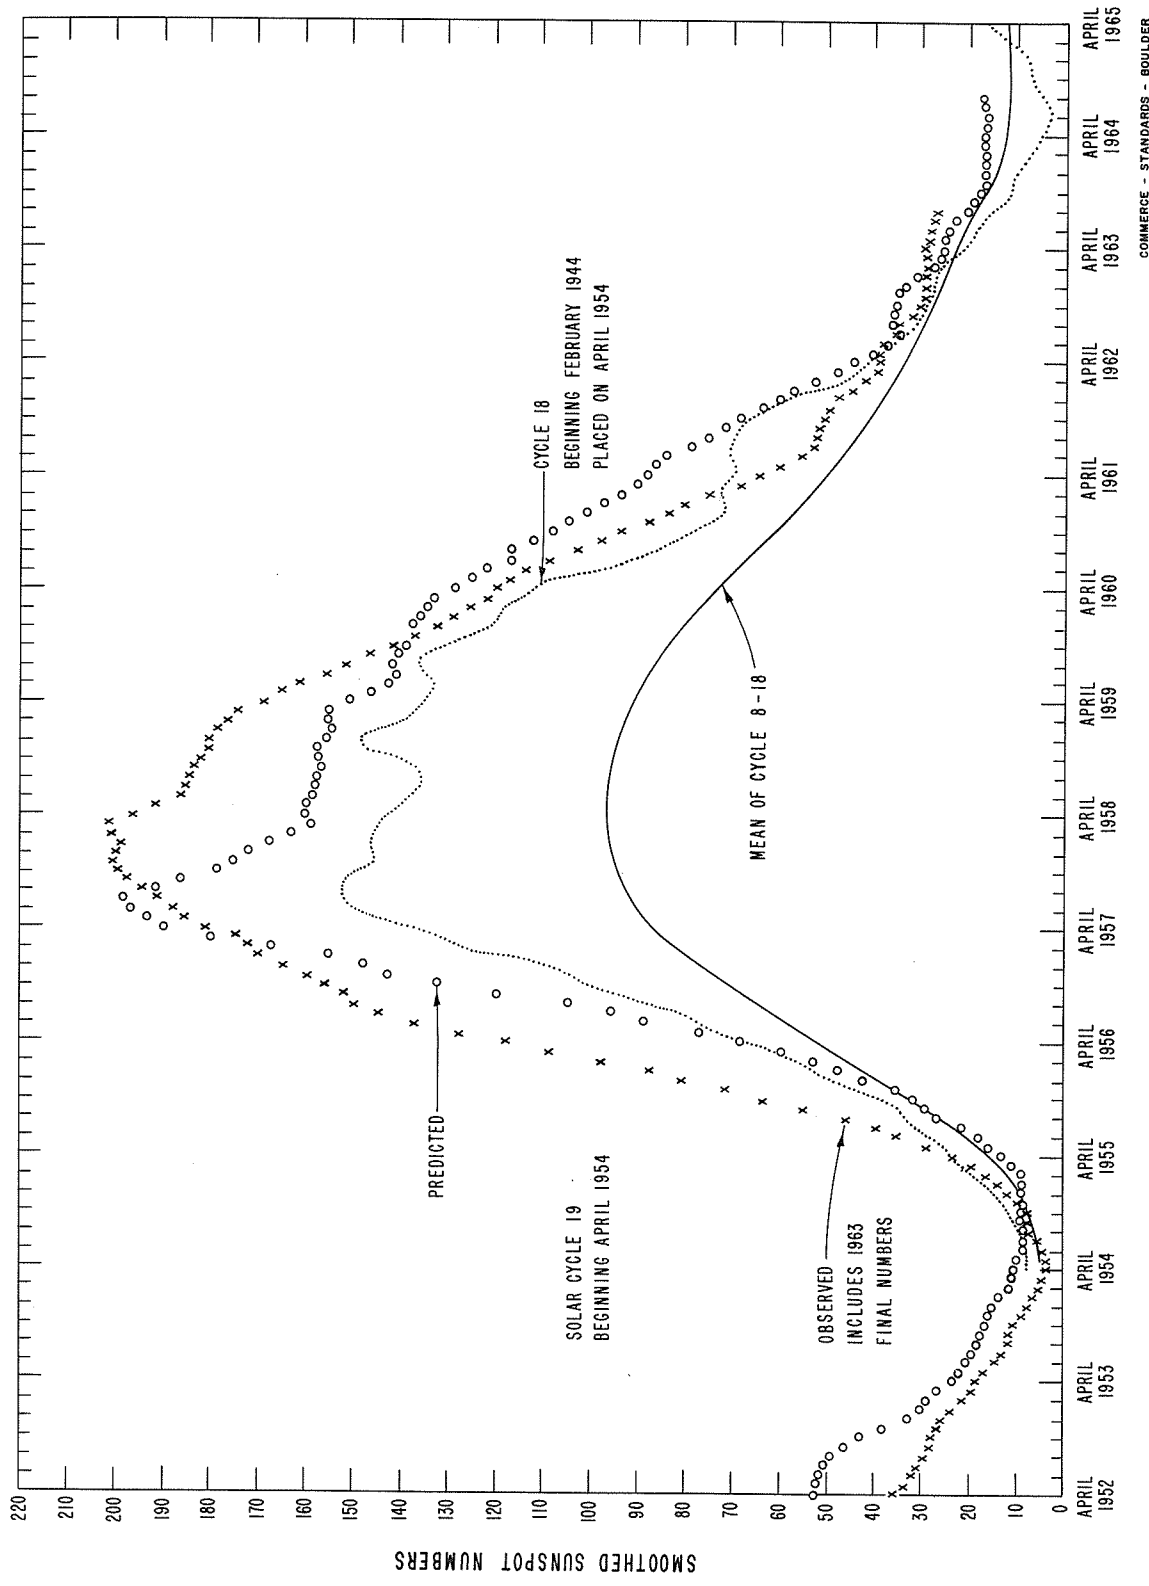 SMOOTHED SUNSPOT NUMBERS
220
210
200
190
180
170
160
150
140
130
120
110
100
90
80
70
60
50
40
30
20
10
0
CYCLE 18
BEGINNING FEBRUARY 1944
PLACED ON APRIL 1954
PREDICTED
MEAN OF CYCLE 8-18
SOLAR CYCLE 19
BEGINNING APRIL 1954
OBSERVED
INCLUDES 1963
FINAL NUMBERS
APRIL
1952
APRIL
1953
APRIL
1954
APRIL
1955
APRIL
1956
APRIL
1957
APRIL
1958
APRIL
1959
APRIL
1960
APRIL
1961
APRIL
1962
APRIL
1963
APRIL
1964
APRIL
1965
COMMERCE - STANDARDS - BOULDER